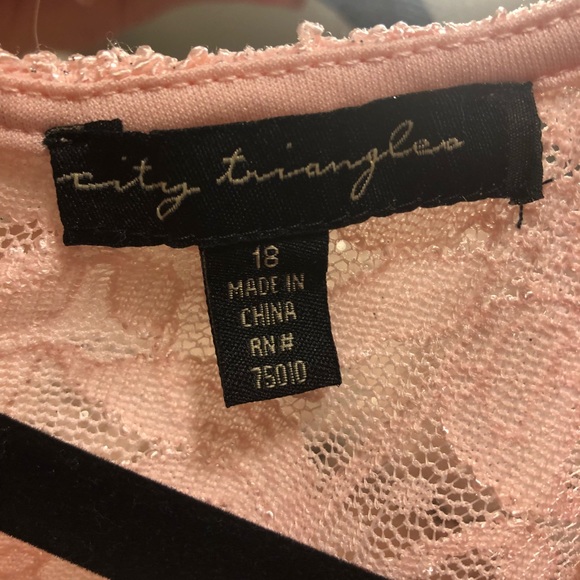 city triangles
18
MADE IN
CHINA
RN #
75010